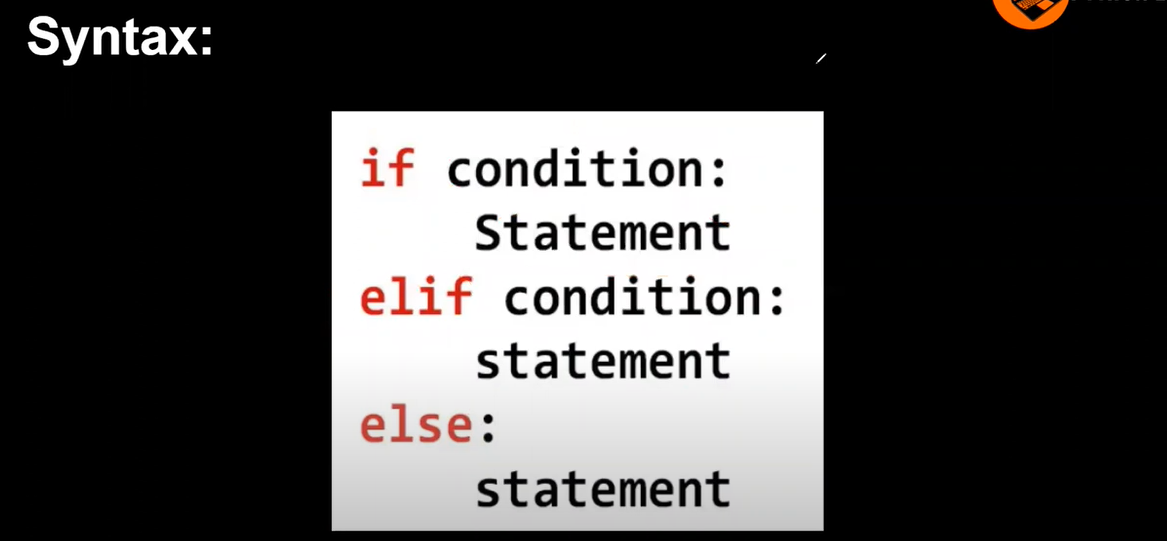 Syntax:
if condition:
    Statement
elif condition:
    statement
else:
    statement